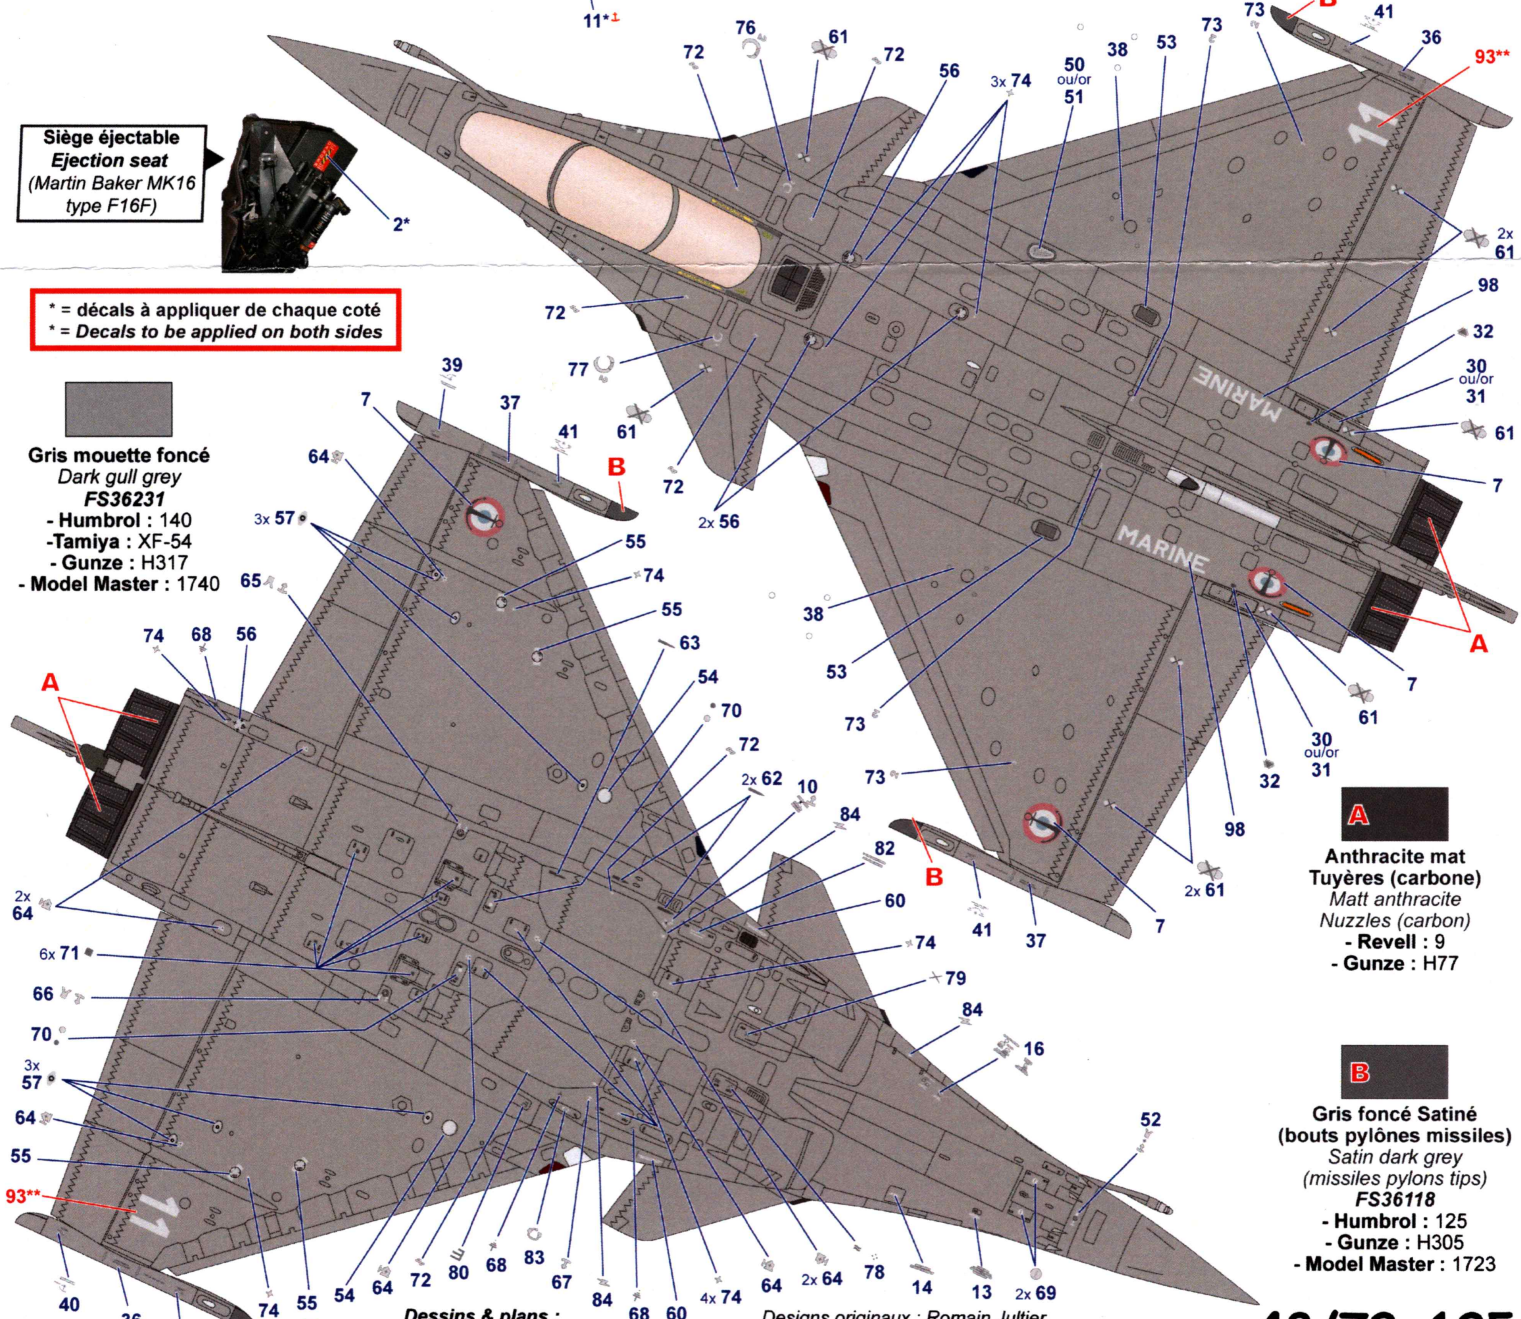 11*
76
61
72
72
56
3x 74
50
ou/or
51
38
53
73
73
B
41
36
93**
11
Siège éjectable
Ejection seat
(Martin Baker MK16
type F16F)
2*
* = décals à appliquer de chaque coté
* = Decals to be applied on both sides
72
77
61
72
2x 56
2x
61
98
32
30
ou/or
31
61
7
MARINE
MARINE
Gris mouette foncé
Dark gull grey
FS36231
- Humbrol : 140
-Tamiya : XF-54
- Gunze : H317
- Model Master : 1740
39
7
37
41
B
64
3x 57
65
55
74
55
63
54
70
72
2x 62
10
84
82
60
74
79
84
16
52
74
68
56
A
2x
64
6x 71
66
70
3x
57
64
55
93**
11
40
36
74
55
54
64
72
80
68
83
67
84
68
60
4x 74
64
2x 64
78
14
13
2x 69
38
53
73
73
B
41
37
7
2x 61
98
32
30
ou/or
31
61
7
A
A
Anthracite mat
Tuyères (carbone)
Matt anthracite
Nuzzles (carbon)
- Revell : 9
- Gunze : H77
B
Gris foncé Satiné
(bouts pylônes missiles)
Satin dark grey
(missiles pylons tips)
FS36118
- Humbrol : 125
- Gunze : H305
- Model Master : 1723
Dessins & plans :
Designs originaux : Romain Jultier